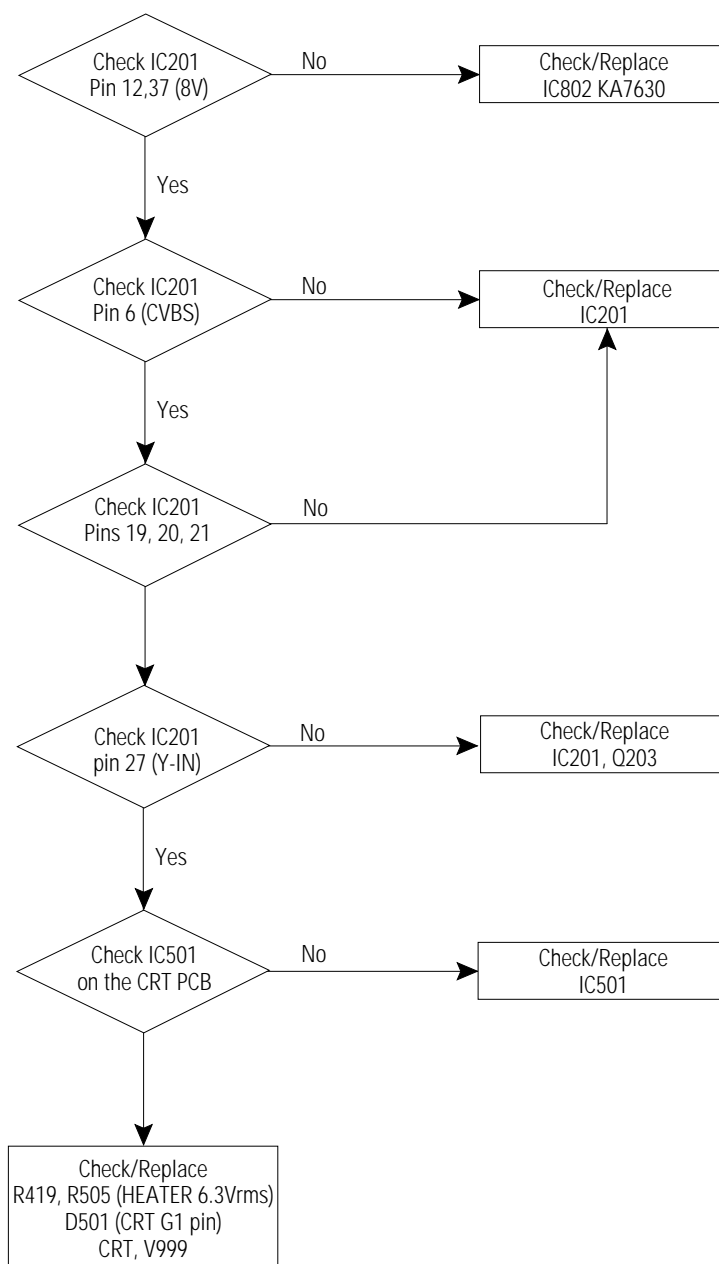 Check IC201
Pin 12,37 (8V)
No
Check/Replace
IC802 KA7630
Yes
Check IC201
Pin 6 (CVBS)
No
Check/Replace
IC201
Yes
Check IC201
Pins 19, 20, 21
No
Check IC201
pin 27 (Y-IN)
No
Check/Replace
IC201, Q203
Yes
Check IC501
on the CRT PCB
No
Check/Replace
IC501
Check/Replace
R419, R505 (HEATER 6.3Vrms)
D501 (CRT G1 pin)
CRT, V999